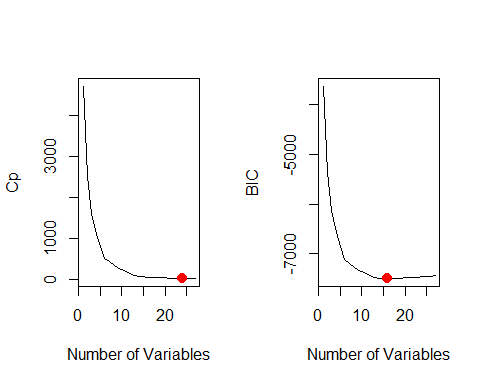 Cp
3000
1000
0
0 10 20
Number of Variables
BIC
-5000
-7000
0 10 20
Number of Variables